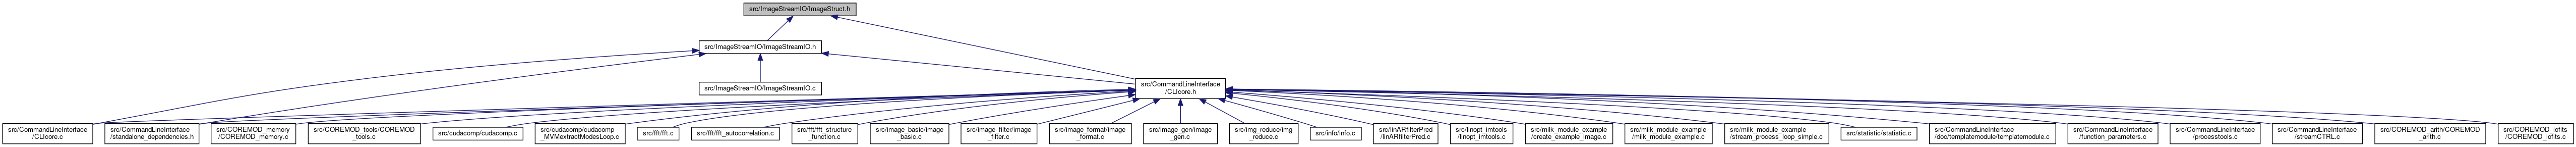 src/ImageStreamIO/ImageStruct.h
src/ImageStreamIO/ImageStreamIO.h
src/ImageStreamIO/ImageStreamIO.c
src/CommandLineInterface
/CLIcore.h
src/CommandLineInterface
/CLIcore.c
src/CommandLineInterface
/standalone_dependencies.h
src/COREMOD_memory
/COREMOD_memory.c
src/COREMOD_tools/COREMOD
_tools.c
src/cudacomp/cudacomp.c
src/cudacomp/cudacomp
_MVMextractModesLoop.c
src/fft/fft.c
src/fft/fft_autocorrelation.c
src/fft/fft_structure
_function.c
src/image_basic/image
_basic.c
src/image_filter/image
_filter.c
src/image_format/image
_format.c
src/image_gen/image
_gen.c
src/img_reduce/img
_reduce.c
src/info/info.c
src/linARfilterPred
/linARfilterPred.c
src/linopt_imtools
/linopt_imtools.c
src/milk_module_example
/create_example_image.c
src/milk_module_example
/milk_module_example.c
src/milk_module_example
/stream_process_loop_simple.c
src/statistic/statistic.c
src/CommandLineInterface
/doc/templatemodule/templatemodule.c
src/CommandLineInterface
/function_parameters.c
src/CommandLineInterface
/processtools.c
src/CommandLineInterface
/streamCTRL.c
src/COREMOD_arith/COREMOD
_arith.c
src/COREMOD_iofits
/COREMOD_iofits.c